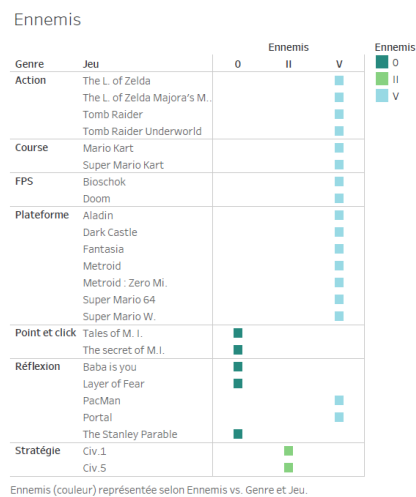 Ennemis
Ennemis
Ennemis
Genre Jeu 0 II V
0
II
V
Action The L. of Zelda
The L. of Zelda Majora's M..
Tomb Raider
Tomb Raider Underworld
Course Mario Kart
Super Mario Kart
FPS Bioschok
Doom
Plateforme Aladin
Dark Castle
Fantasia
Metroid
Metroid : Zero Mi.
Super Mario 64
Super Mario W.
Point et click Tales of M. I.
The secret of M.I.
Réflexion Baba is you
Layer of Fear
PacMan
Portal
The Stanley Parable
Stratégie Civ.1
Civ.5
Ennemis (couleur) représentée selon Ennemis vs. Genre et Jeu.